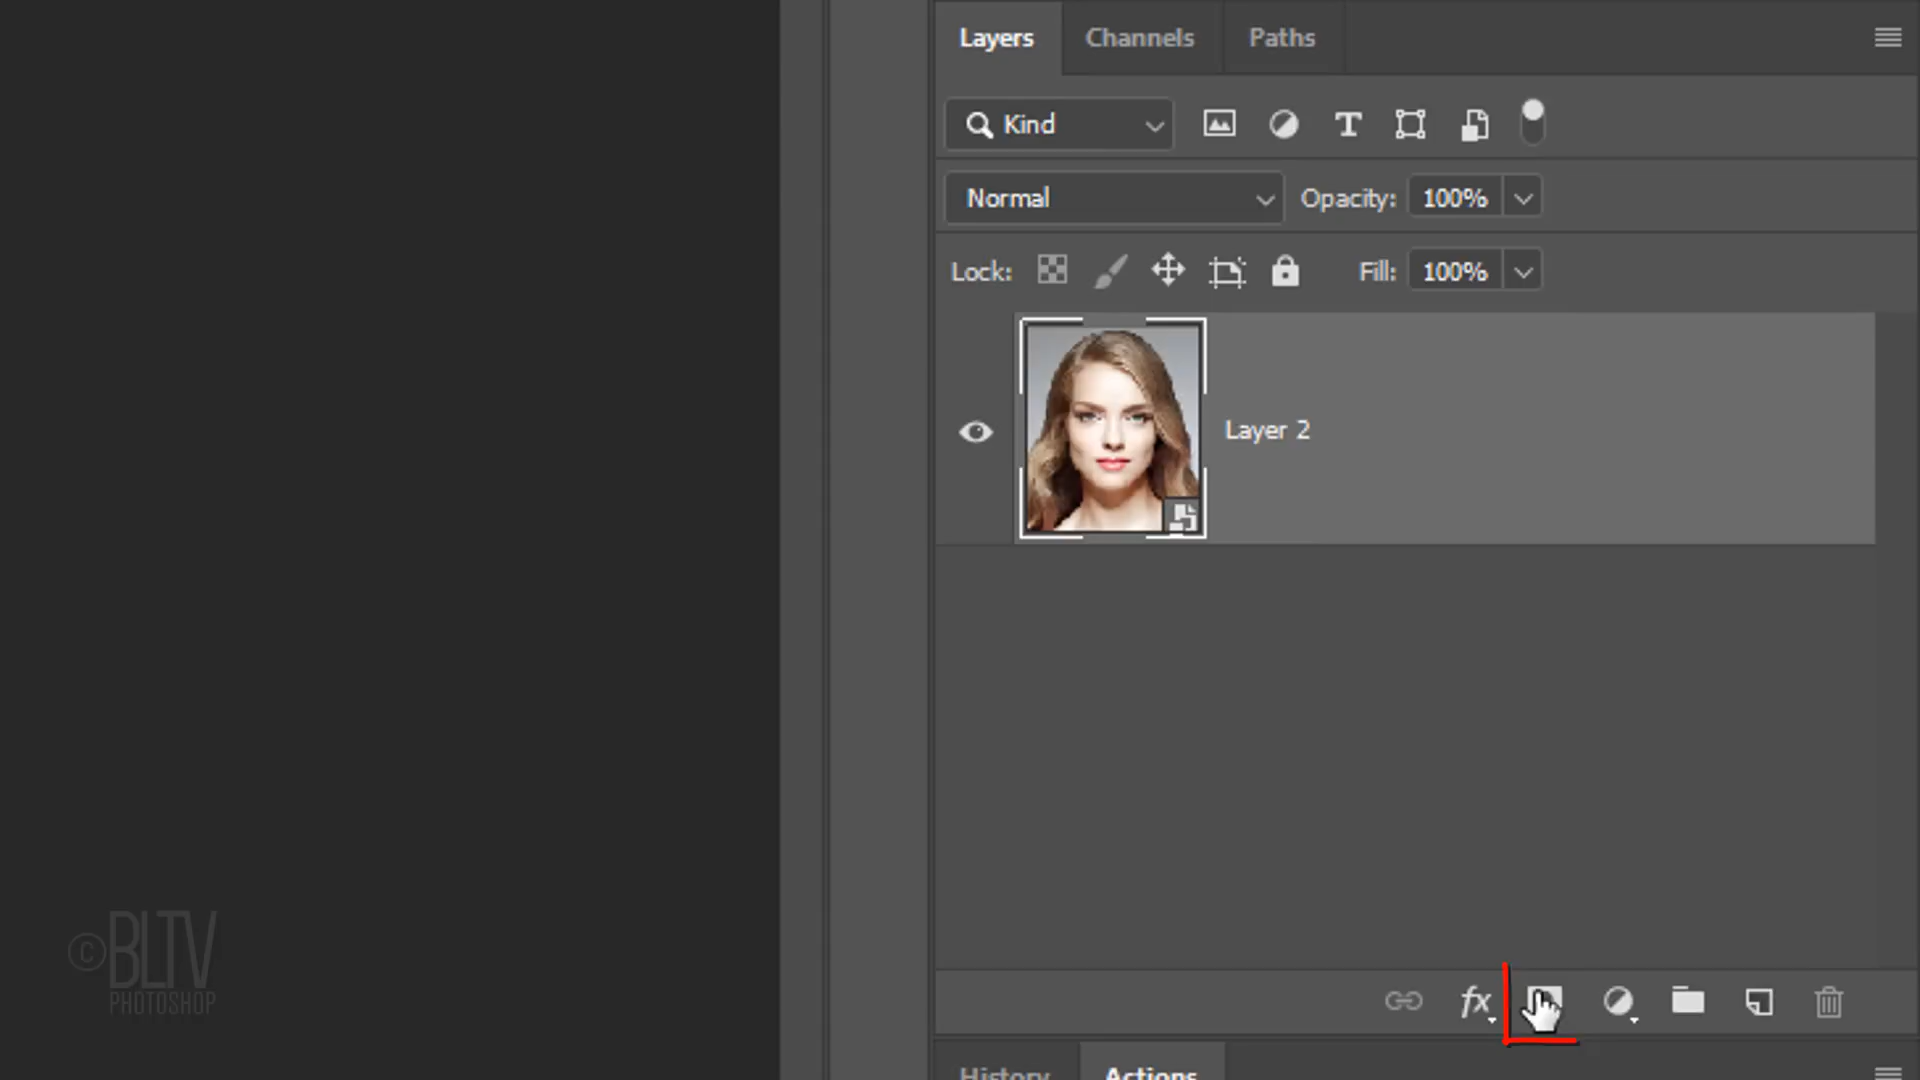 Layers Channels Paths
Kind
Normal Opacity: 100%
Lock: Fill: 100%
Layer 2
fx
©BLTV
PHOTOSHOP
History Actions